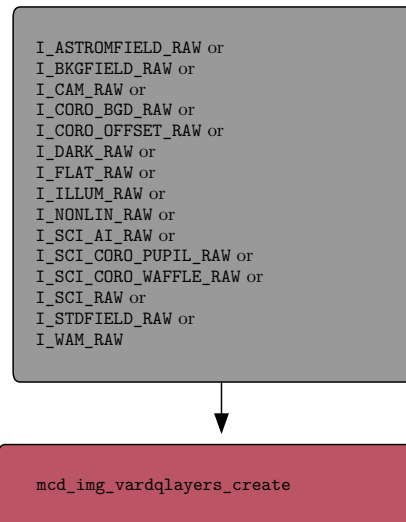 I_ASTROMFIELD_RAW or
I_BKGFIELD_RAW or
I_CAM_RAW or
I_CORO_BGD_RAW or
I_CORO_OFFSET_RAW or
I_DARK_RAW or
I_FLAT_RAW or
I_ILLUM_RAW or
I_NONLIN_RAW or
I_SCI_AI_RAW or
I_SCI_CORO_PUPIL_RAW or
I_SCI_CORO_WAFFLE_RAW or
I_SCI_RAW or
I_STDFIELD_RAW or
I_WAM_RAW
mcd_img_vardqlayers_create